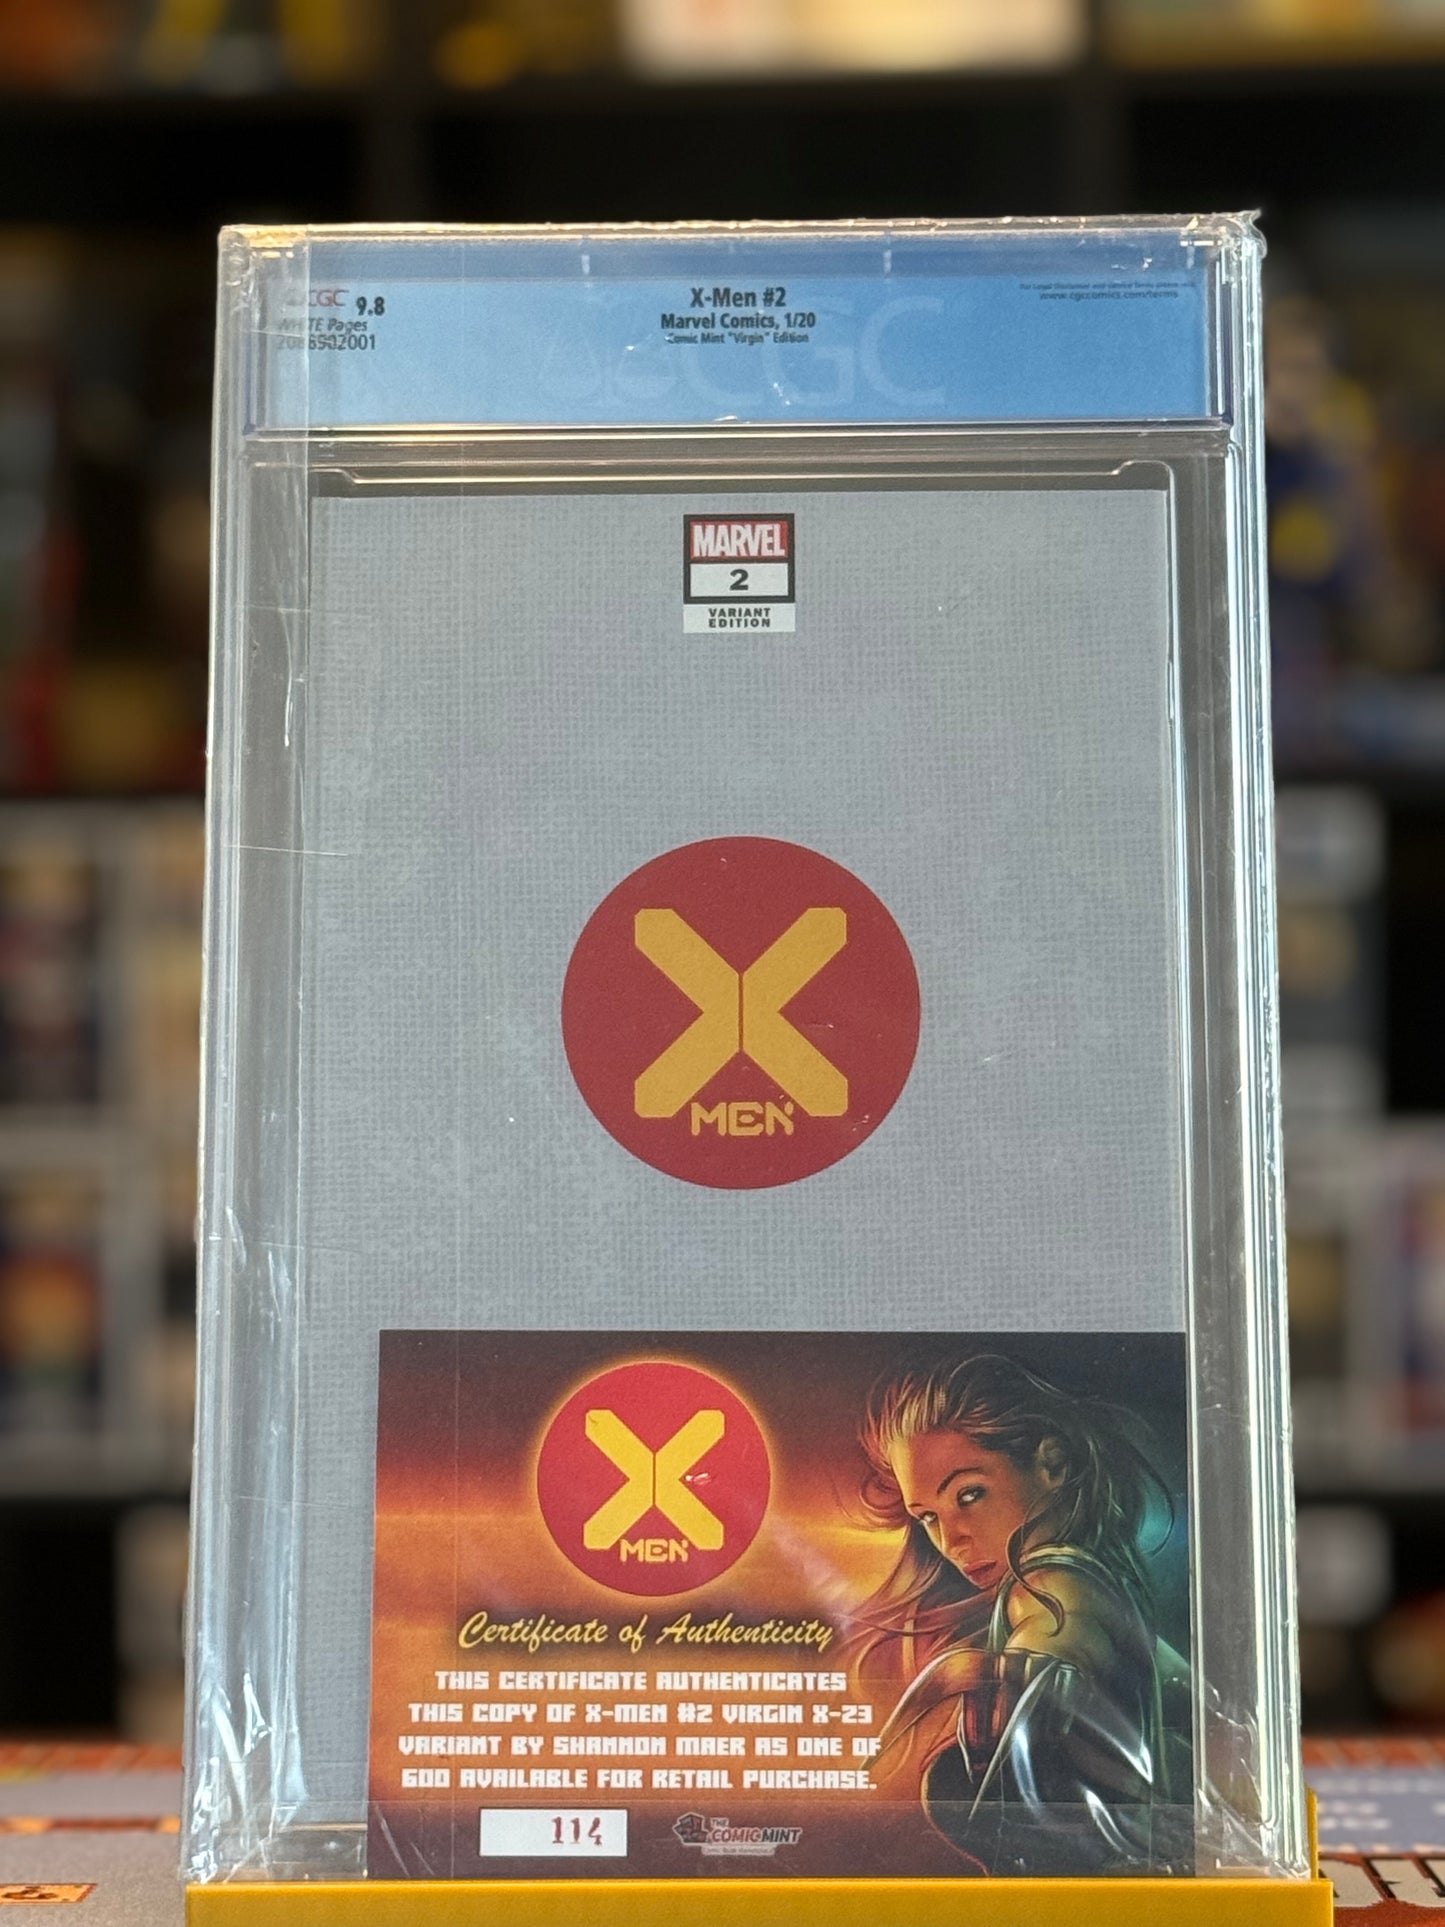 CGC 9.8
WHITE Pages
X-Men #2
Marvel Comics, 1/20
Comic Mint "Virgin" Edition
www.cgccomics.com/terms
CGC
MARVEL
2
VARIANT
EDITION
X
MEN
X
MEN
Certificate of Authenticity
THIS CERTIFICATE AUTHENTICATES
THIS COPY OF X-MEN #2 VIRGIN X-23
VARIANT BY SHANNON MAER AS ONE OF
600 AVAILABLE FOR RETAIL PURCHASE.
114
THE
COMIC MINT